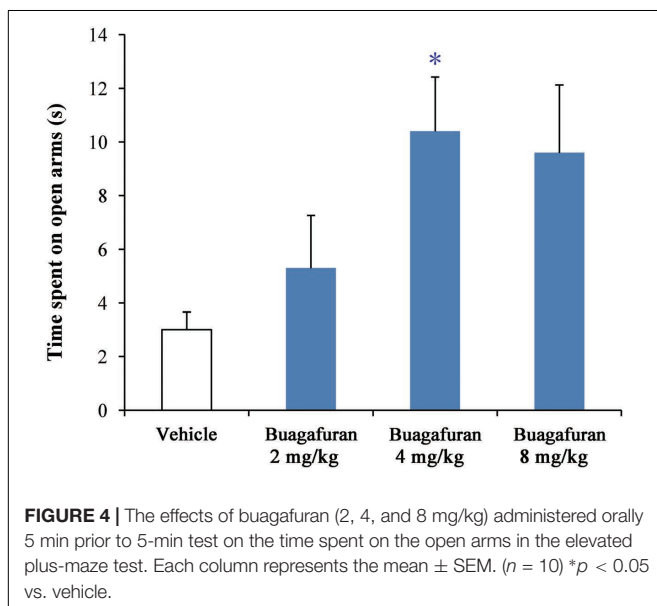 14
12
10
8
6
4
2
0
Time spent on open arms (s)
*
Vehicle
Buagafuran
2 mg/kg
Buagafuran
4 mg/kg
Buagafuran
8 mg/kg
FIGURE 4 | The effects of buagafuran (2, 4, and 8 mg/kg) administered orally
5 min prior to 5-min test on the time spent on the open arms in the elevated
plus-maze test. Each column represents the mean ± SEM. (n = 10) *p < 0.05
vs. vehicle.